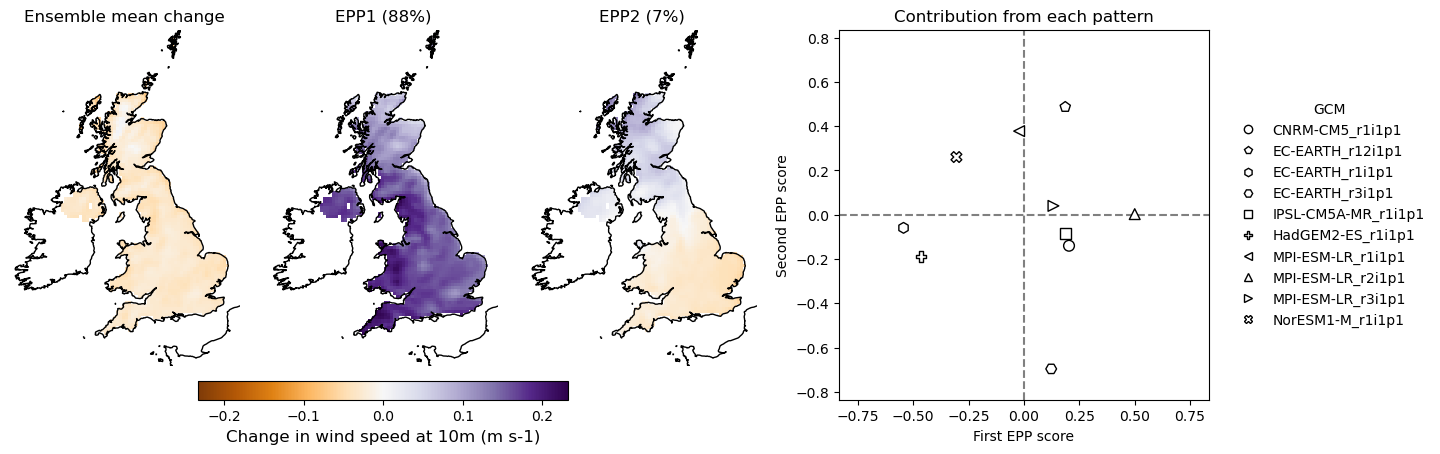 Ensemble mean change
EPP1 (88%)
EPP2 (7%)
−0.2 −0.1 0.0 0.1 0.2
Change in wind speed at 10m (m s-1)
Contribution from each pattern
0.8
0.6
0.4
0.2
0.0
−0.2
−0.4
−0.6
−0.8
Second EPP score
−0.75 −0.50 −0.25 0.00 0.25 0.50 0.75
First EPP score
GCM
CNRM-CM5_r1i1p1
EC-EARTH_r12i1p1
EC-EARTH_r1i1p1
EC-EARTH_r3i1p1
IPSL-CM5A-MR_r1i1p1
HadGEM2-ES_r1i1p1
MPI-ESM-LR_r1i1p1
MPI-ESM-LR_r2i1p1
MPI-ESM-LR_r3i1p1
NorESM1-M_r1i1p1